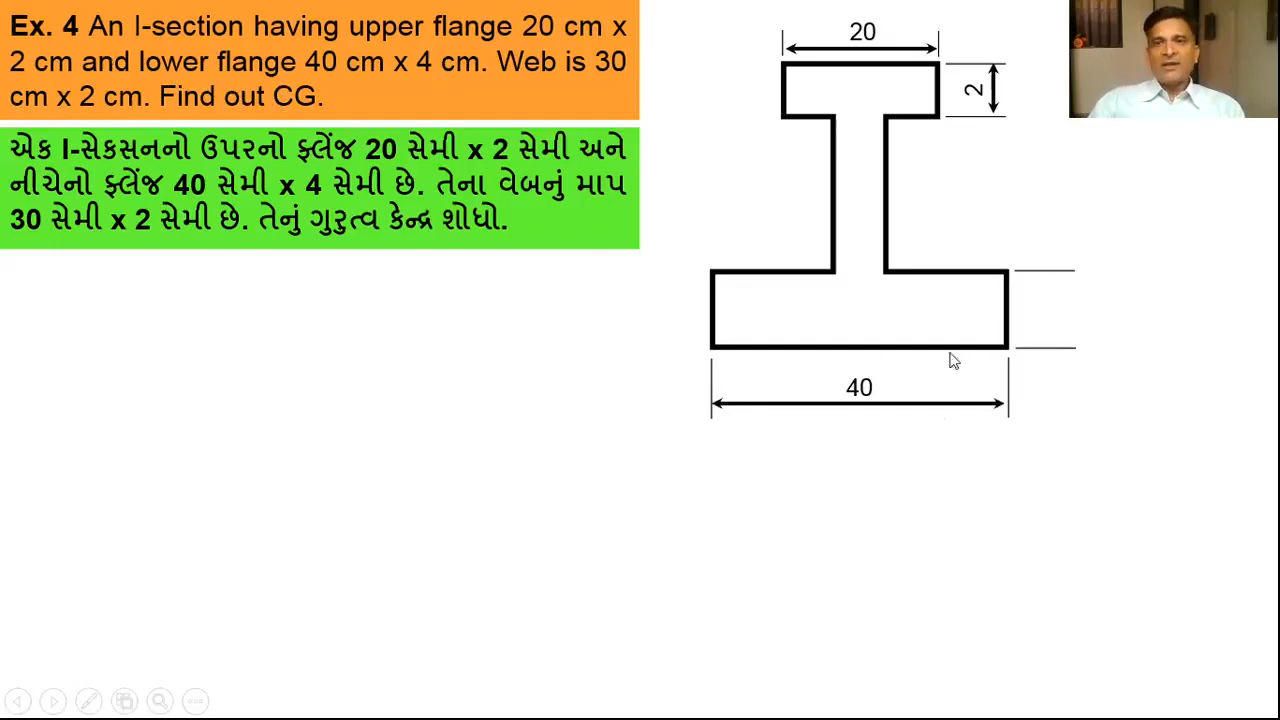 Ex. 4 An I-section having upper flange 20 cm x
2 cm and lower flange 40 cm x 4 cm. Web is 30
cm x 2 cm. Find out CG.
એક I-સેકસનનો ઉપરનો ફ્લેંજ 20 સેમી x 2 સેમી અને
નીચેનો ફ્લેંજ 40 સેમી x 4 સેમી છે. તેના વેબનું માપ
30 સેમી x 2 સેમી છે. તેનું ગુરુત્વ કેન્દ્ર શોધો.
20
2
40